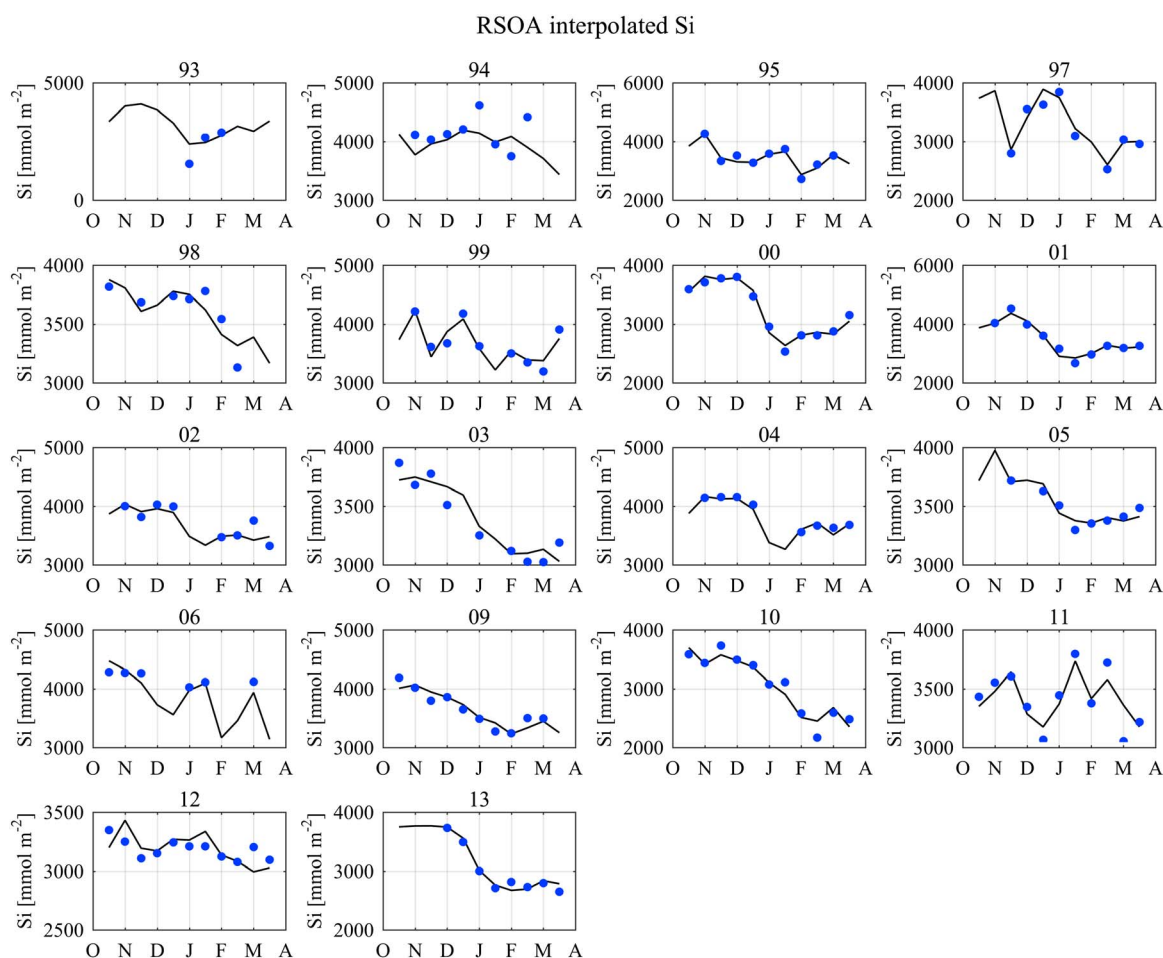 RSOA interpolated Si
93 94 95 97
Si [mmol m⁻²] 5000 0 O N D J F M A
Si [mmol m⁻²] 5000 4000 3000 O N D J F M A
Si [mmol m⁻²] 6000 4000 2000 O N D J F M A
Si [mmol m⁻²] 4000 3000 2000 O N D J F M A
98 99 00 01
Si [mmol m⁻²] 4000 3500 3000 O N D J F M A
Si [mmol m⁻²] 5000 4000 3000 O N D J F M A
Si [mmol m⁻²] 4000 3000 2000 O N D J F M A
Si [mmol m⁻²] 6000 4000 2000 O N D J F M A
02 03 04 05
Si [mmol m⁻²] 5000 4000 3000 O N D J F M A
Si [mmol m⁻²] 4000 3500 3000 O N D J F M A
Si [mmol m⁻²] 5000 4000 3000 O N D J F M A
Si [mmol m⁻²] 4000 3500 3000 O N D J F M A
06 09 10 11
Si [mmol m⁻²] 5000 4000 3000 O N D J F M A
Si [mmol m⁻²] 5000 4000 3000 O N D J F M A
Si [mmol m⁻²] 4000 3000 2000 O N D J F M A
Si [mmol m⁻²] 4000 3500 3000 O N D J F M A
12 13
Si [mmol m⁻²] 3500 3000 2500 O N D J F M A
Si [mmol m⁻²] 4000 3000 2000 O N D J F M A